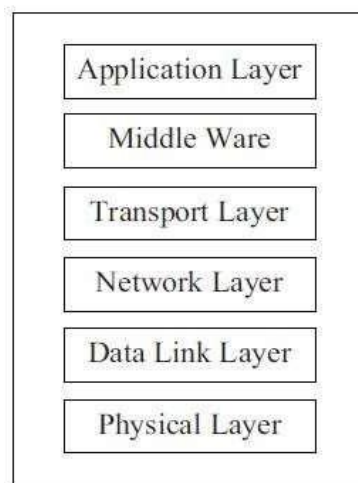 Application Layer
Middle Ware
Transport Layer
Network Layer
Data Link Layer
Physical Layer